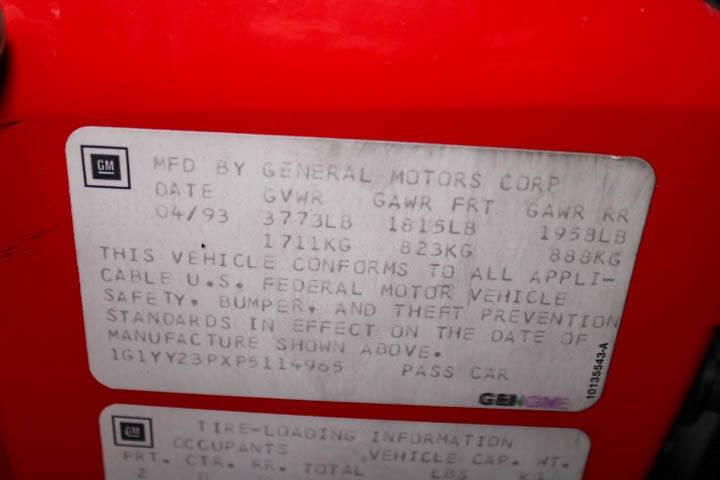 GM
MFD BY GENERAL MOTORS CORP
DATE GVWR GAWR FRT GAWR RR
04/93 3773LB 1815LB 1958LB
1711KG 823KG 888KG
THIS VEHICLE CONFORMS TO ALL APPLI-
CABLE U.S. FEDERAL MOTOR VEHICLE
SAFETY, BUMPER, AND THEFT PREVENTION
STANDARDS IN EFFECT ON THE DATE OF
MANUFACTURE SHOWN ABOVE.
1G1YY23PXP5114965 PASS CAR
10135543-A
GM
TIRE-LOADING INFORMATION
OCCUPANTS VEHICLE CAP. WT.
FRT. CTR. RR. TOTAL LBS KG
2